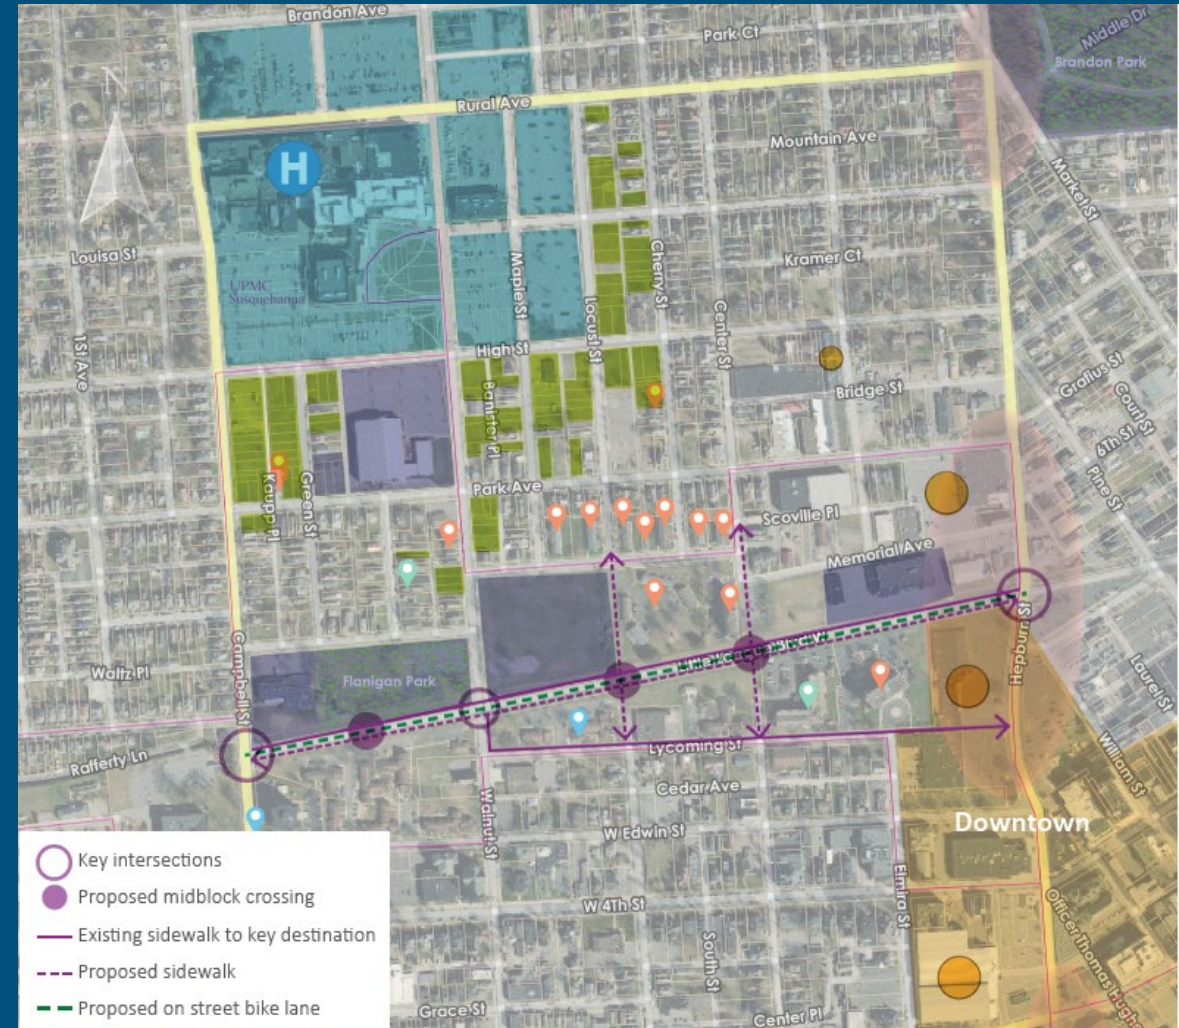 Brandon Ave
Park Ct
Middle Dr
Brandon Park
N
Rural Ave
H
Mountain Ave
Market St
Louisa St
Kramer Ct
UPMC
Susquehanna
Maple St
Cherry St
Locust St
Center St
1St Ave
High St
Bridge St
Grafius St
Court St
6Th St
Pine St
Banister Pl
Park Ave
Kauppi Pl
Green St
Scoville Pl
Memorial Ave
Waltz Pl
Campbell St
Flanigan Park
Hepburn St
Laurel St
Rafferty Ln
Lycoming St
William St
Cedar Ave
Walnut St
W Edwin St
Downtown
Elmira St
W 4Th St
South St
Officer Thomas Hugh
Grace St
Center Pl
Key intersections
Proposed midblock crossing
Existing sidewalk to key destination
Proposed sidewalk
Proposed on street bike lane